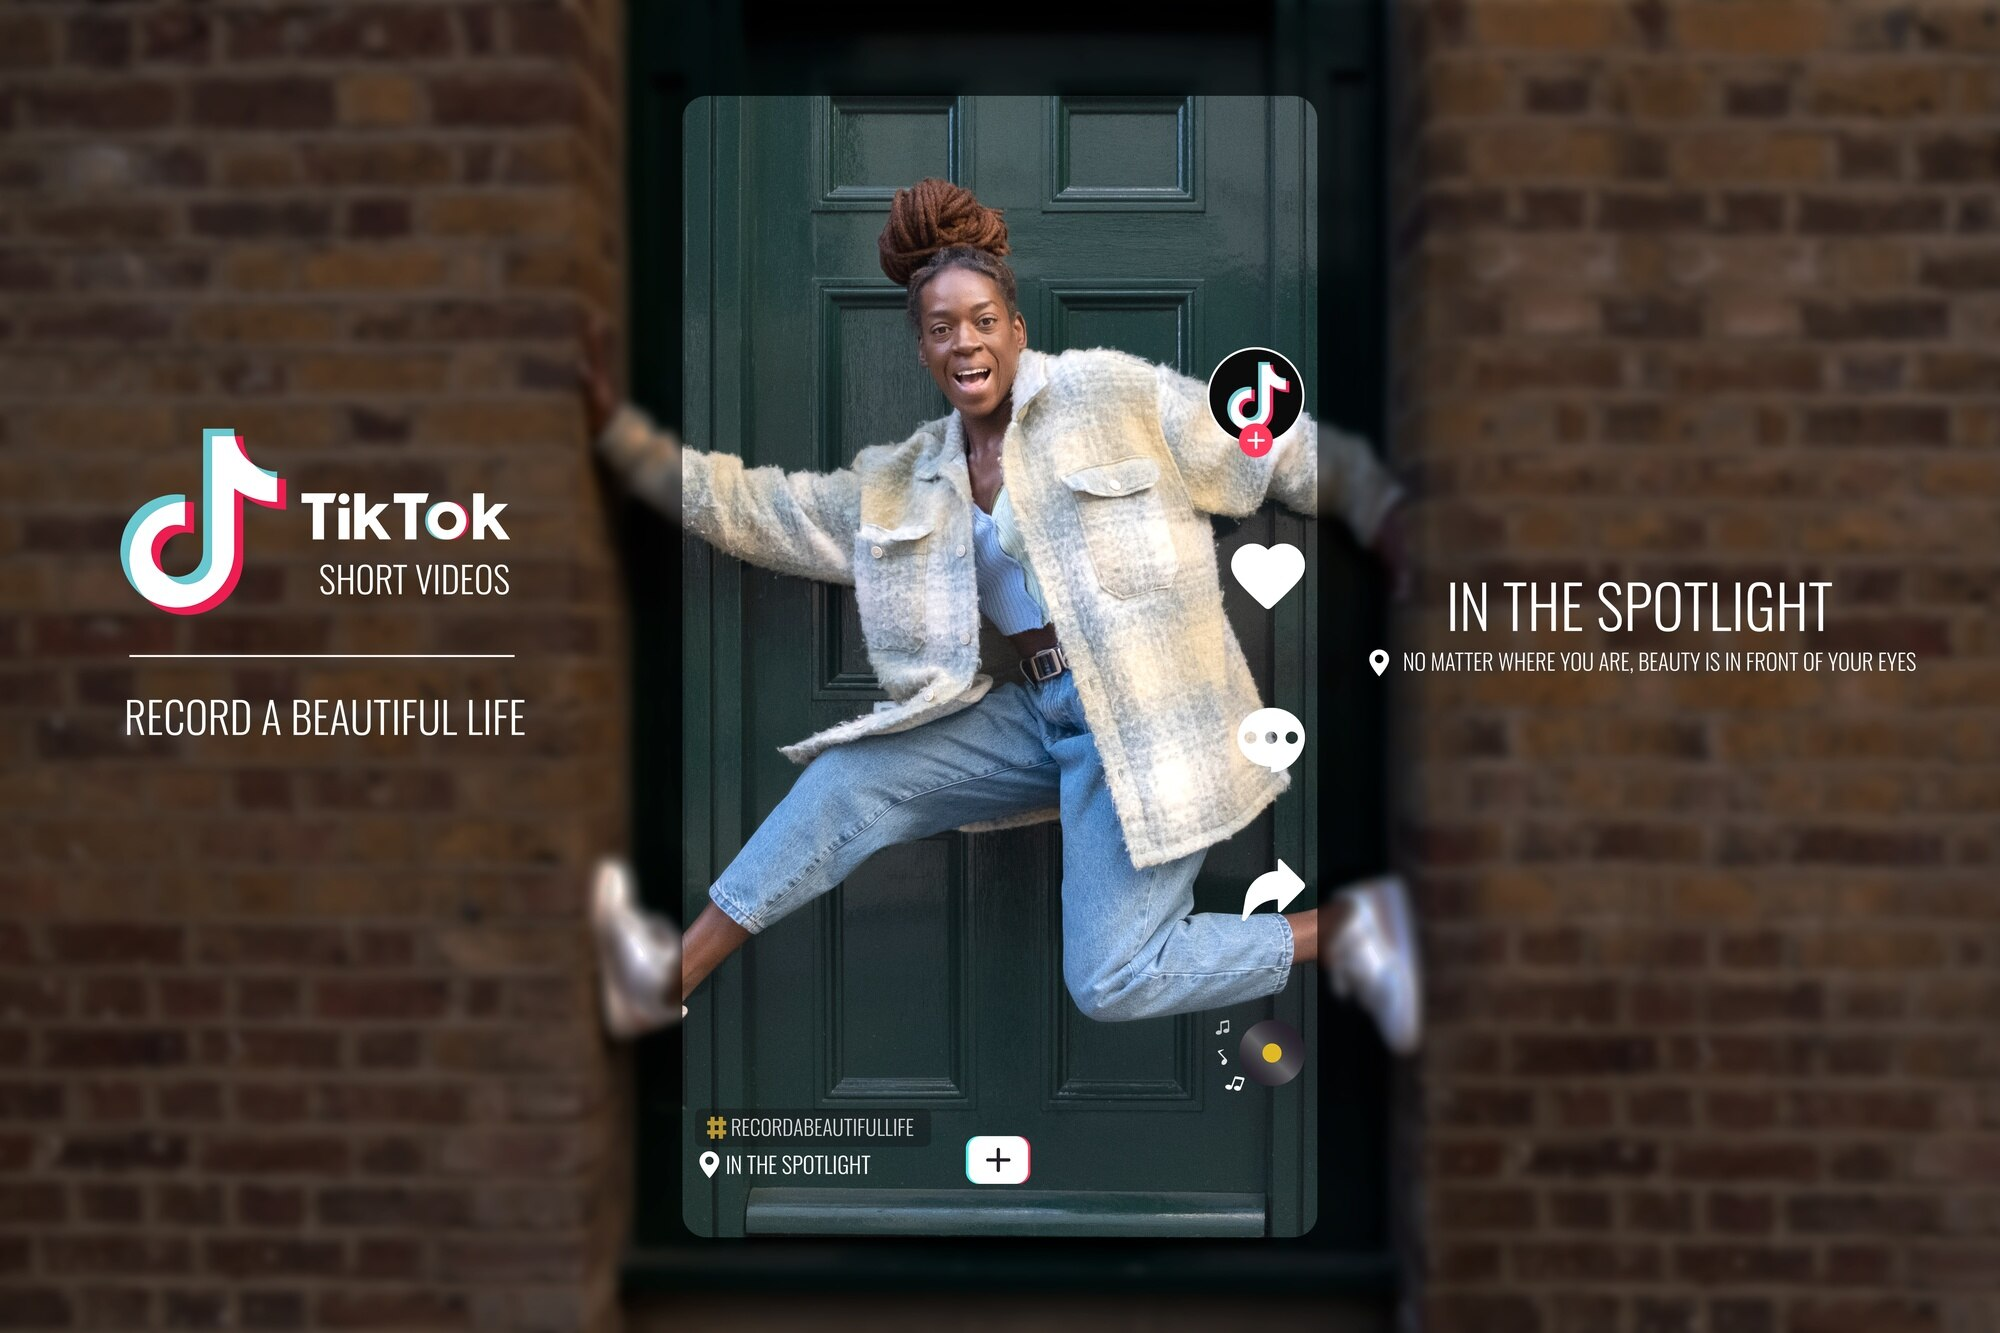 TikTok
SHORT VIDEOS
RECORD A BEAUTIFUL LIFE
IN THE SPOTLIGHT
NO MATTER WHERE YOU ARE, BEAUTY IS IN FRONT OF YOUR EYES
#RECORDABEAUTIFULLIFE
IN THE SPOTLIGHT